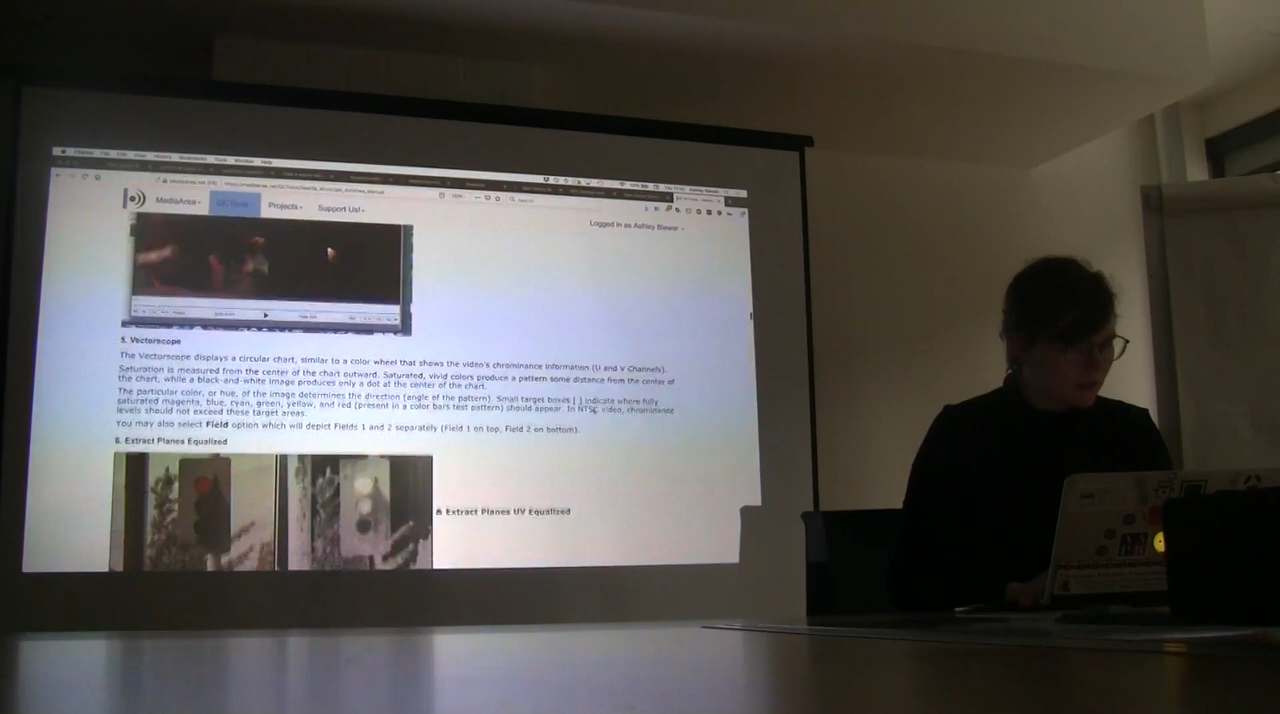 Window Help
MediaArea QCTools Projects Support Us!
Logged in as Ashley Blewer
5. Vectorscope
The Vectorscope displays a circular chart, similar to a color wheel that shows the video's chrominance information (U and V Channels).
Saturation is measured from the center of the chart outward. Saturated, vivid colors produce a pattern some distance from the center of
the chart, while a black-and-white image produces only a dot at the center of the chart.
The particular color, or hue, of the image determines the direction (angle of the pattern). Small target boxes [ ] indicate where fully
saturated magenta, blue, cyan, green, yellow, and red (present in a color bars test pattern) should appear. In NTSC video, chrominance
levels should not exceed these target areas.
You may also select Field option which will depict Fields 1 and 2 separately (Field 1 on top, Field 2 on bottom).
6. Extract Planes Equalized
Extract Planes UV Equalized